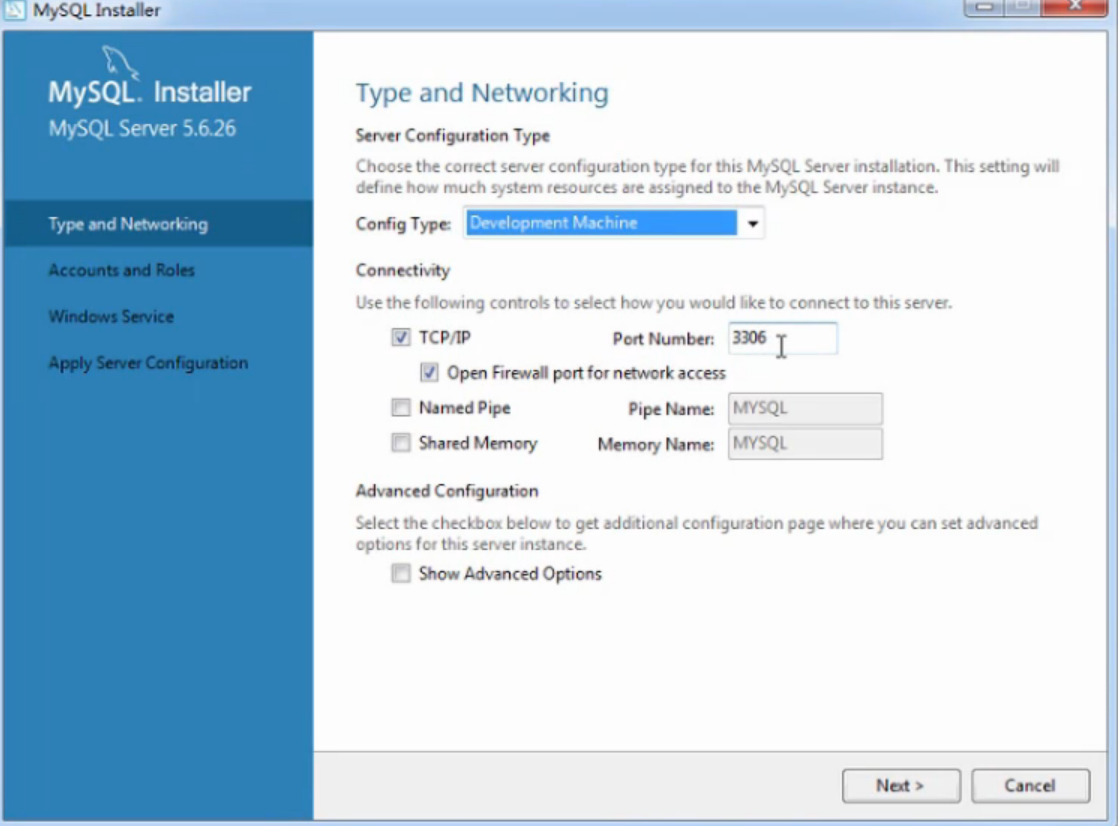 MySQL Installer
MySQL. Installer
MySQL Server 5.6.26
Type and Networking
Accounts and Roles
Windows Service
Apply Server Configuration
Type and Networking
Server Configuration Type
Choose the correct server configuration type for this MySQL Server installation. This setting will
define how much system resources are assigned to the MySQL Server instance.
Config Type: Development Machine
Connectivity
Use the following controls to select how you would like to connect to this server.
TCP/IP Port Number: 3306
Open Firewall port for network access
Named Pipe Pipe Name: MYSQL
Shared Memory Memory Name: MYSQL
Advanced Configuration
Select the checkbox below to get additional configuration page where you can set advanced
options for this server instance.
Show Advanced Options
Next > Cancel